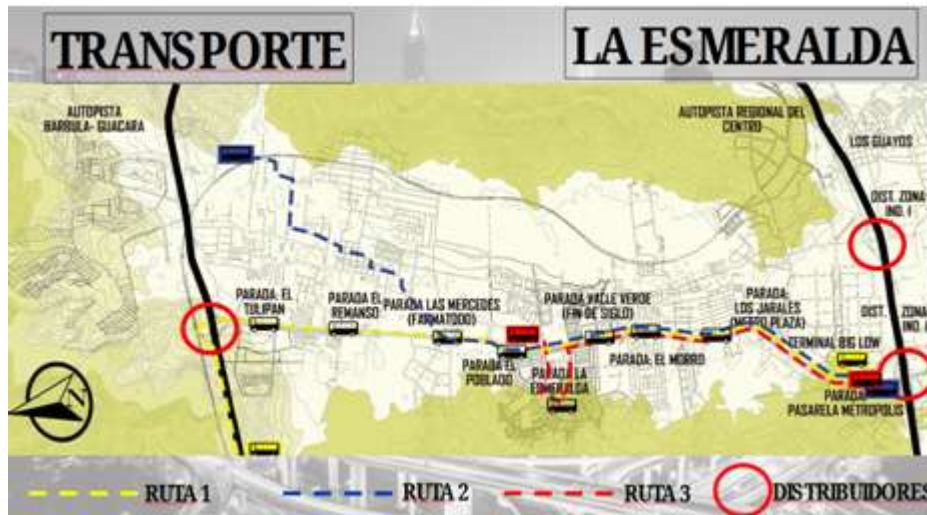 TRANSPORTE
LA ESMERALDA
AUTOPISTA
BARBULA- GUACARA
AUTOPISTA REGIONAL DEL
CENTRO
LOS GUAYOS
DIST. ZONA
IND. I
PARADA: EL
TULIPAN
PARADA EL
REMANSO
PARADA LAS MERCEDES
(FARMATODO)
PARADA VALLE VERDE
(FIN DE SIGLO)
PARADA:
LOS JARALES
(METRO PLAZA)
DIST. ZONA
IND.
PARADA EL
POBLADO
PARADA LA
ESMERALDA
PARADA: EL MORRO
TERMINAL BIG LOW
PARADA:
PASARELA METROPOLIS
N
RUTA 1
RUTA 2
RUTA 3
DISTRIBUIDORES